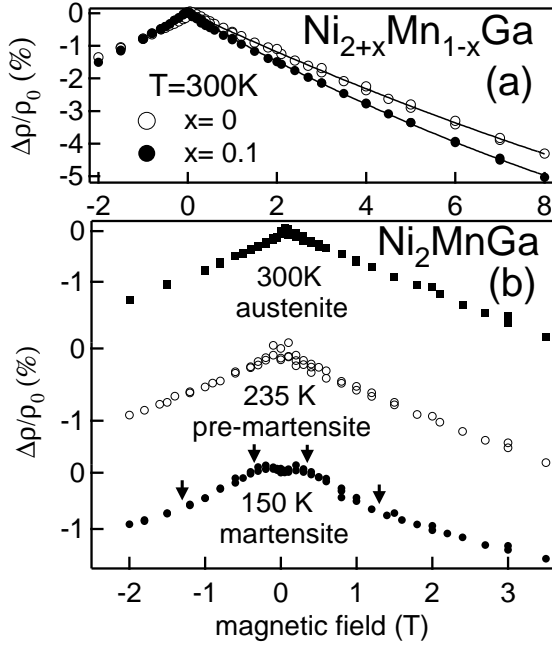 Ni2+xMn1-xGa
(a)
T=300K
x= 0
x= 0.1
Δρ/ρ0 (%)
0
-1
-2
-3
-4
-5
-2 0 2 4 6 8
Ni2MnGa
(b)
300K
austenite
235 K
pre-martensite
150 K
martensite
Δρ/ρ0 (%)
0
-1
0
-1
0
-1
-2 -1 0 1 2 3
magnetic field (T)